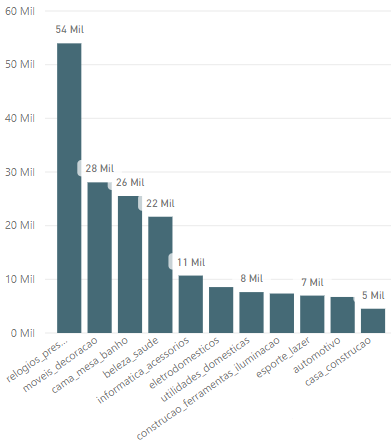 60 Mil
54 Mil
50 Mil
40 Mil
30 Mil
28 Mil
26 Mil
22 Mil
20 Mil
11 Mil
10 Mil
8 Mil
7 Mil
5 Mil
0 Mil
relogios_pres...
moveis_decoracao
cama_mesa_banho
beleza_saude
informatica_acessorios
eletrodomesticos
utilidades_domesticas
construcao_ferramentas_iluminacao
esporte_lazer
automotivo
casa_construcao